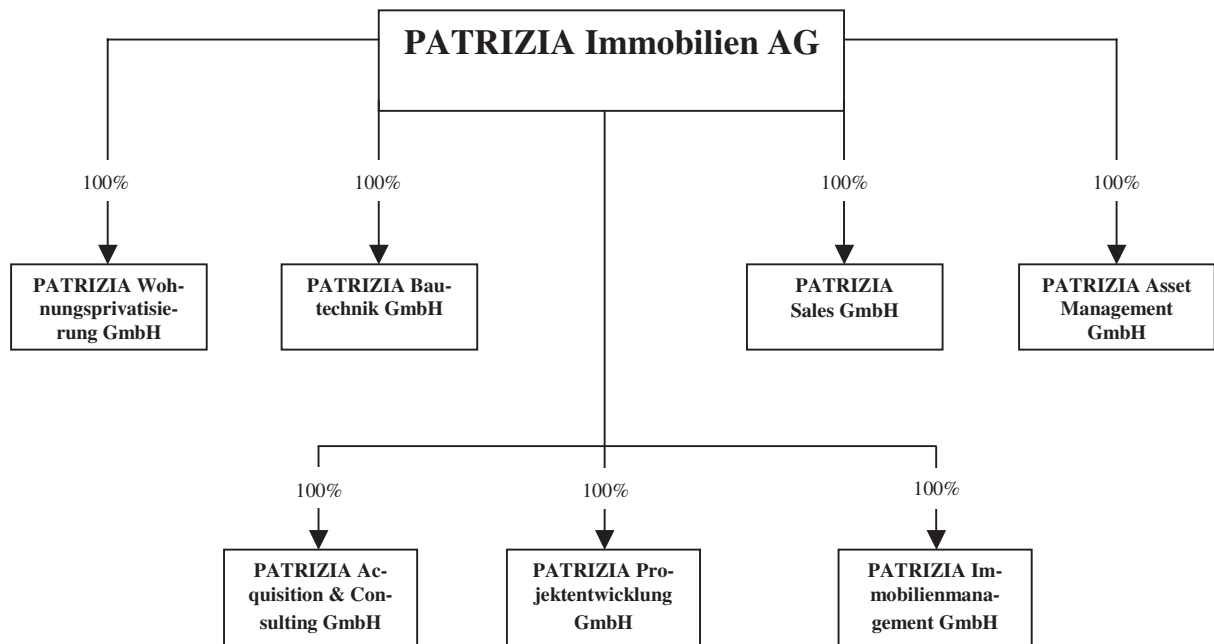 PATRIZIA Immobilien AG
100%
100%
100%
100%
PATRIZIA Woh-
nungsprivatisie-
rung GmbH
PATRIZIA Bau-
technik GmbH
PATRIZIA
Sales GmbH
PATRIZIA Asset
Management
GmbH
100%
100%
100%
PATRIZIA Ac-
quisition & Con-
sulting GmbH
PATRIZIA Pro-
jektentwicklung
GmbH
PATRIZIA Im-
mobilienmana-
gement GmbH